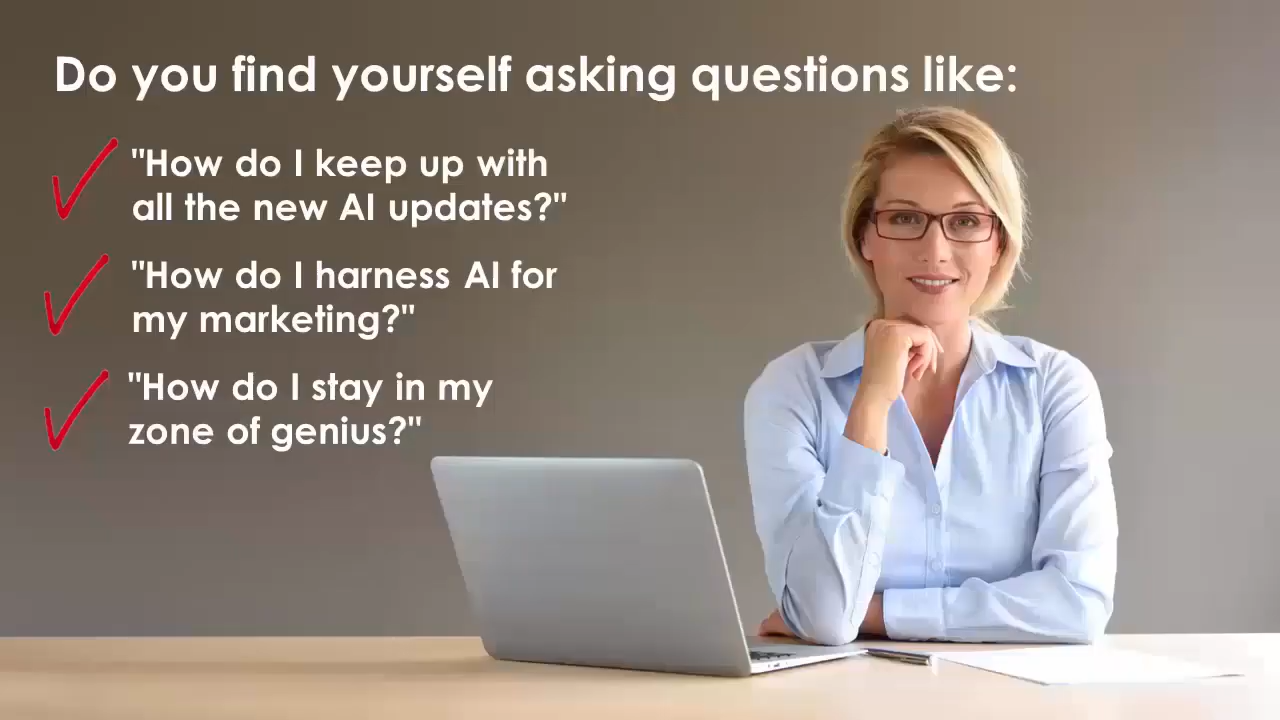 Do you find yourself asking questions like:
"How do I keep up with
all the new AI updates?"
"How do I harness AI for
my marketing?"
"How do I stay in my
zone of genius?"